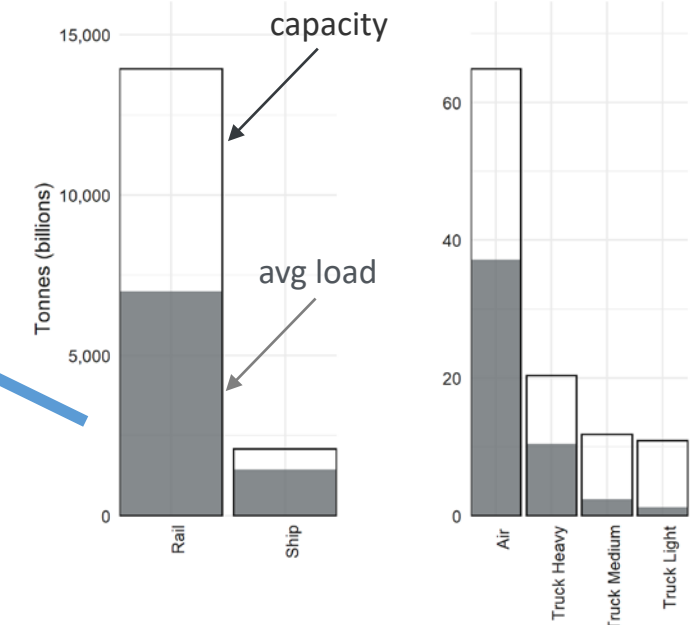 capacity
avg load
Tonnes (billions)
15,000
10,000
5,000
0
Rail
Ship
60
40
20
0
Air
Truck Heavy
Truck Medium
Truck Light